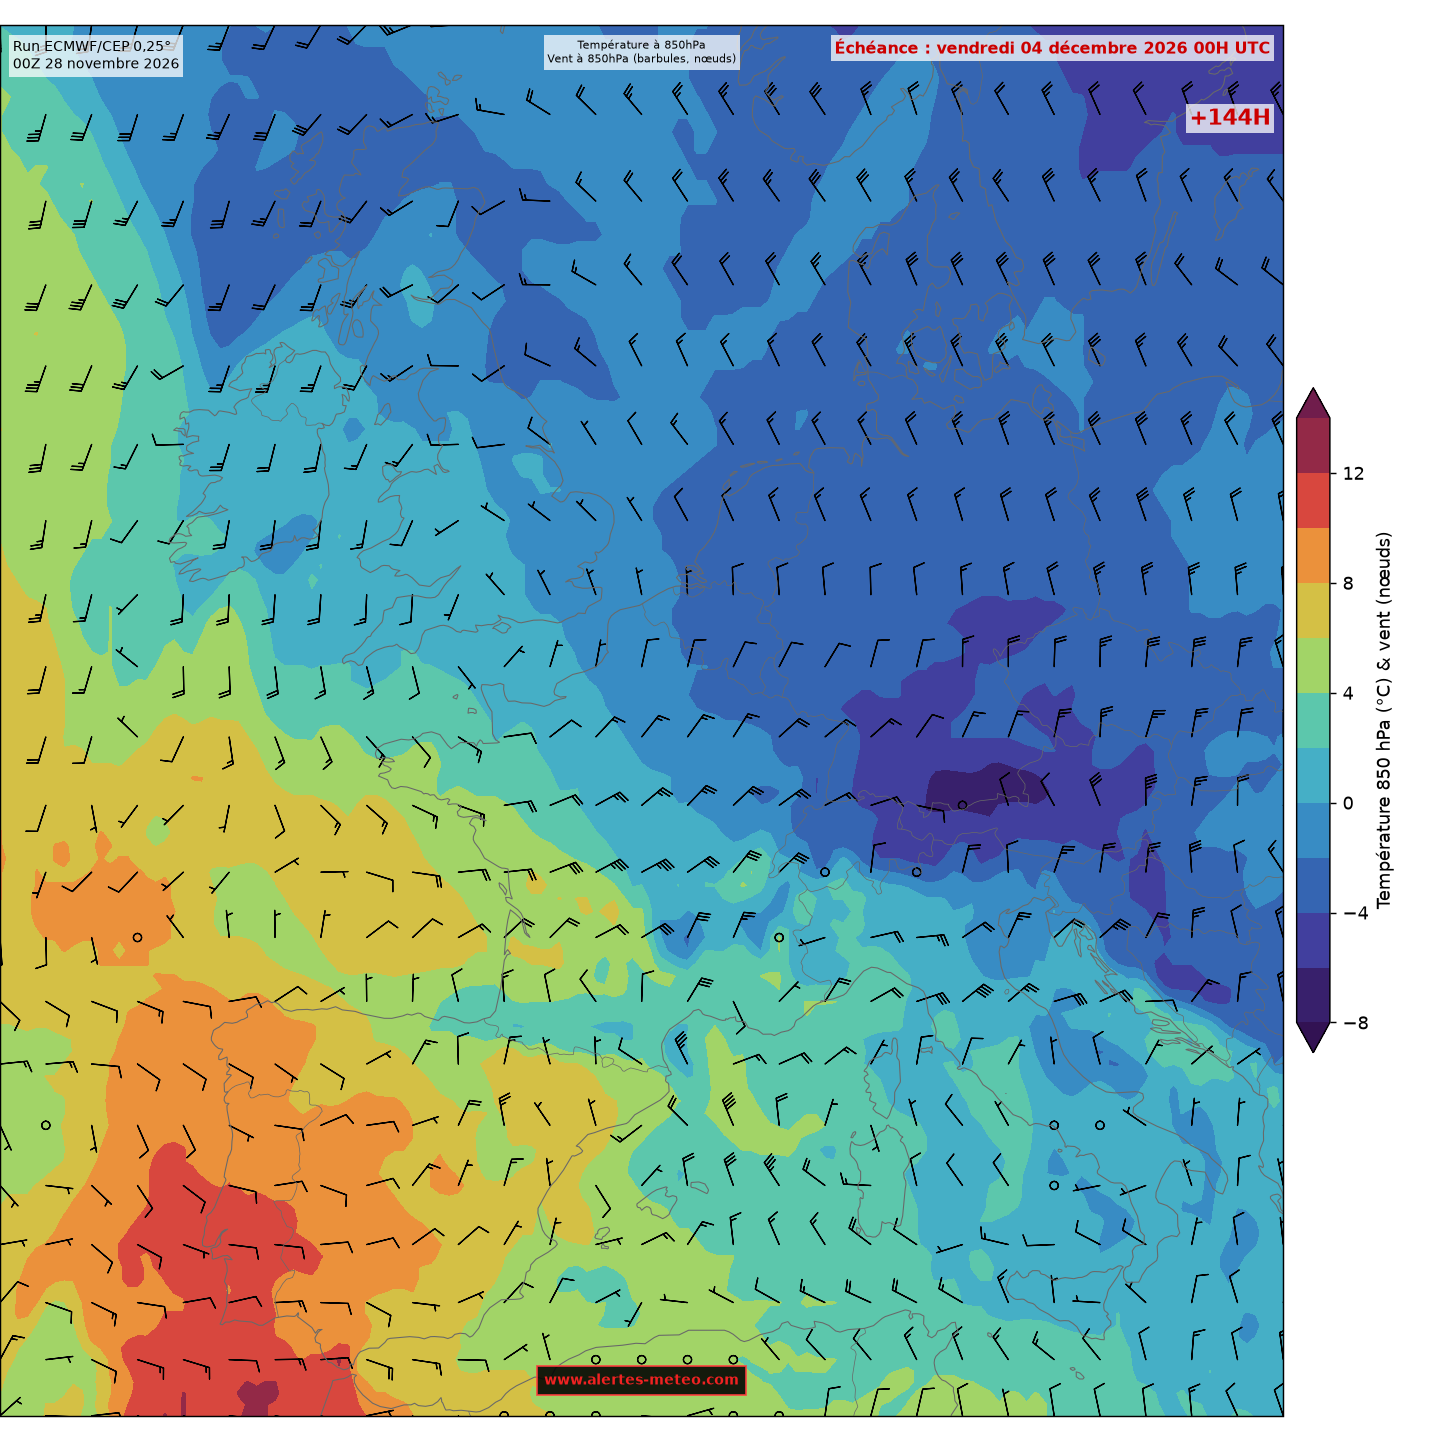 Run ECMWF/CEP 0,25°
00Z 28 novembre 2026
Température à 850hPa
Vent à 850hPa (barbules, nœuds)
Échéance : vendredi 04 décembre 2026 00H UTC
+144H
12
8
4
0
−4
−8
Température 850 hPa (°C) & vent (nœuds)
www.alertes-meteo.com